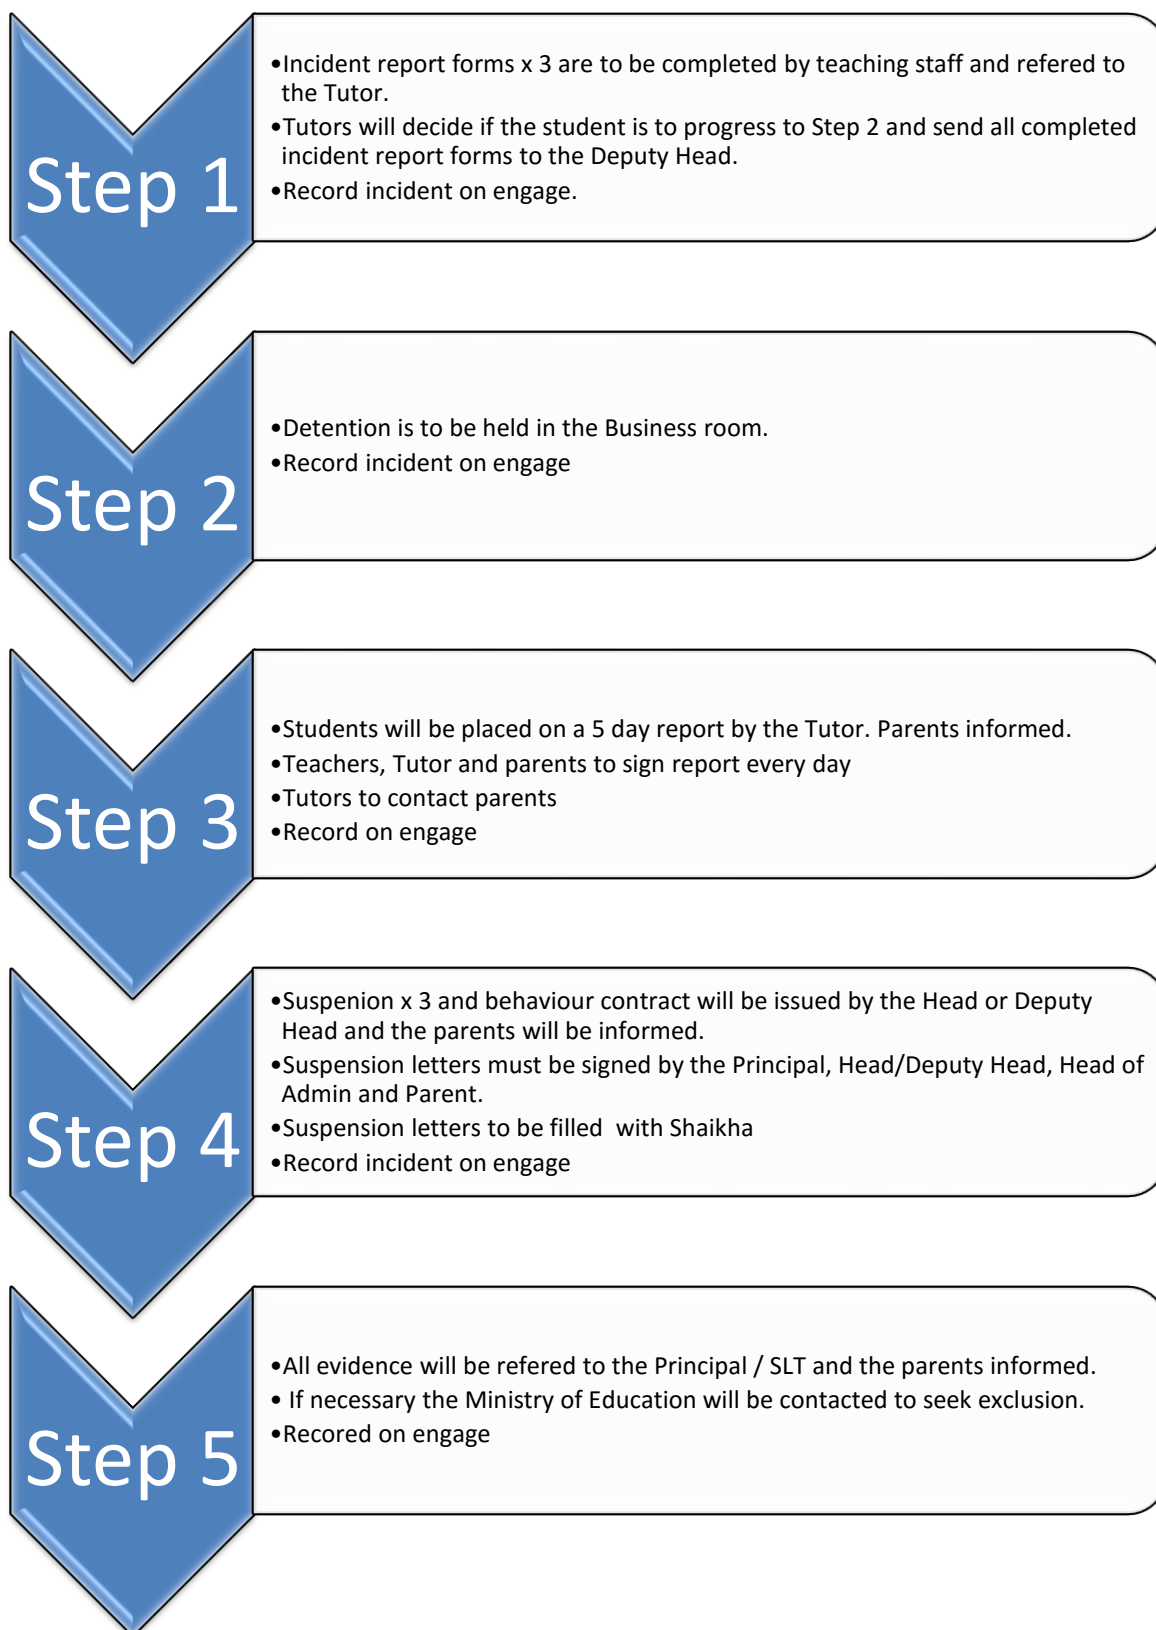 Step 1
•Incident report forms x 3 are to be completed by teaching staff and refered to
the Tutor.
•Tutors will decide if the student is to progress to Step 2 and send all completed
incident report forms to the Deputy Head.
•Record incident on engage.
Step 2
•Detention is to be held in the Business room.
•Record incident on engage
Step 3
•Students will be placed on a 5 day report by the Tutor. Parents informed.
•Teachers, Tutor and parents to sign report every day
•Tutors to contact parents
•Record on engage
Step 4
•Suspenion x 3 and behaviour contract will be issued by the Head or Deputy
Head and the parents will be informed.
•Suspension letters must be signed by the Principal, Head/Deputy Head, Head of
Admin and Parent.
•Suspension letters to be filled  with Shaikha
•Record incident on engage
Step 5
•All evidence will be refered to the Principal / SLT and the parents informed.
• If necessary the Ministry of Education will be contacted to seek exclusion.
•Recored on engage